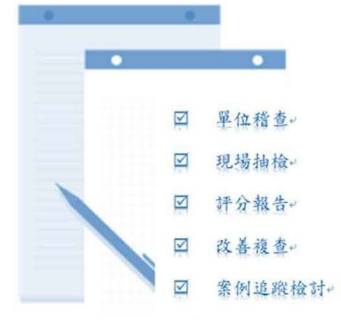 ☑ 單位稽查
☑ 現場抽檢
☑ 評分報告
☑ 改善複查
☑ 案例追蹤檢討